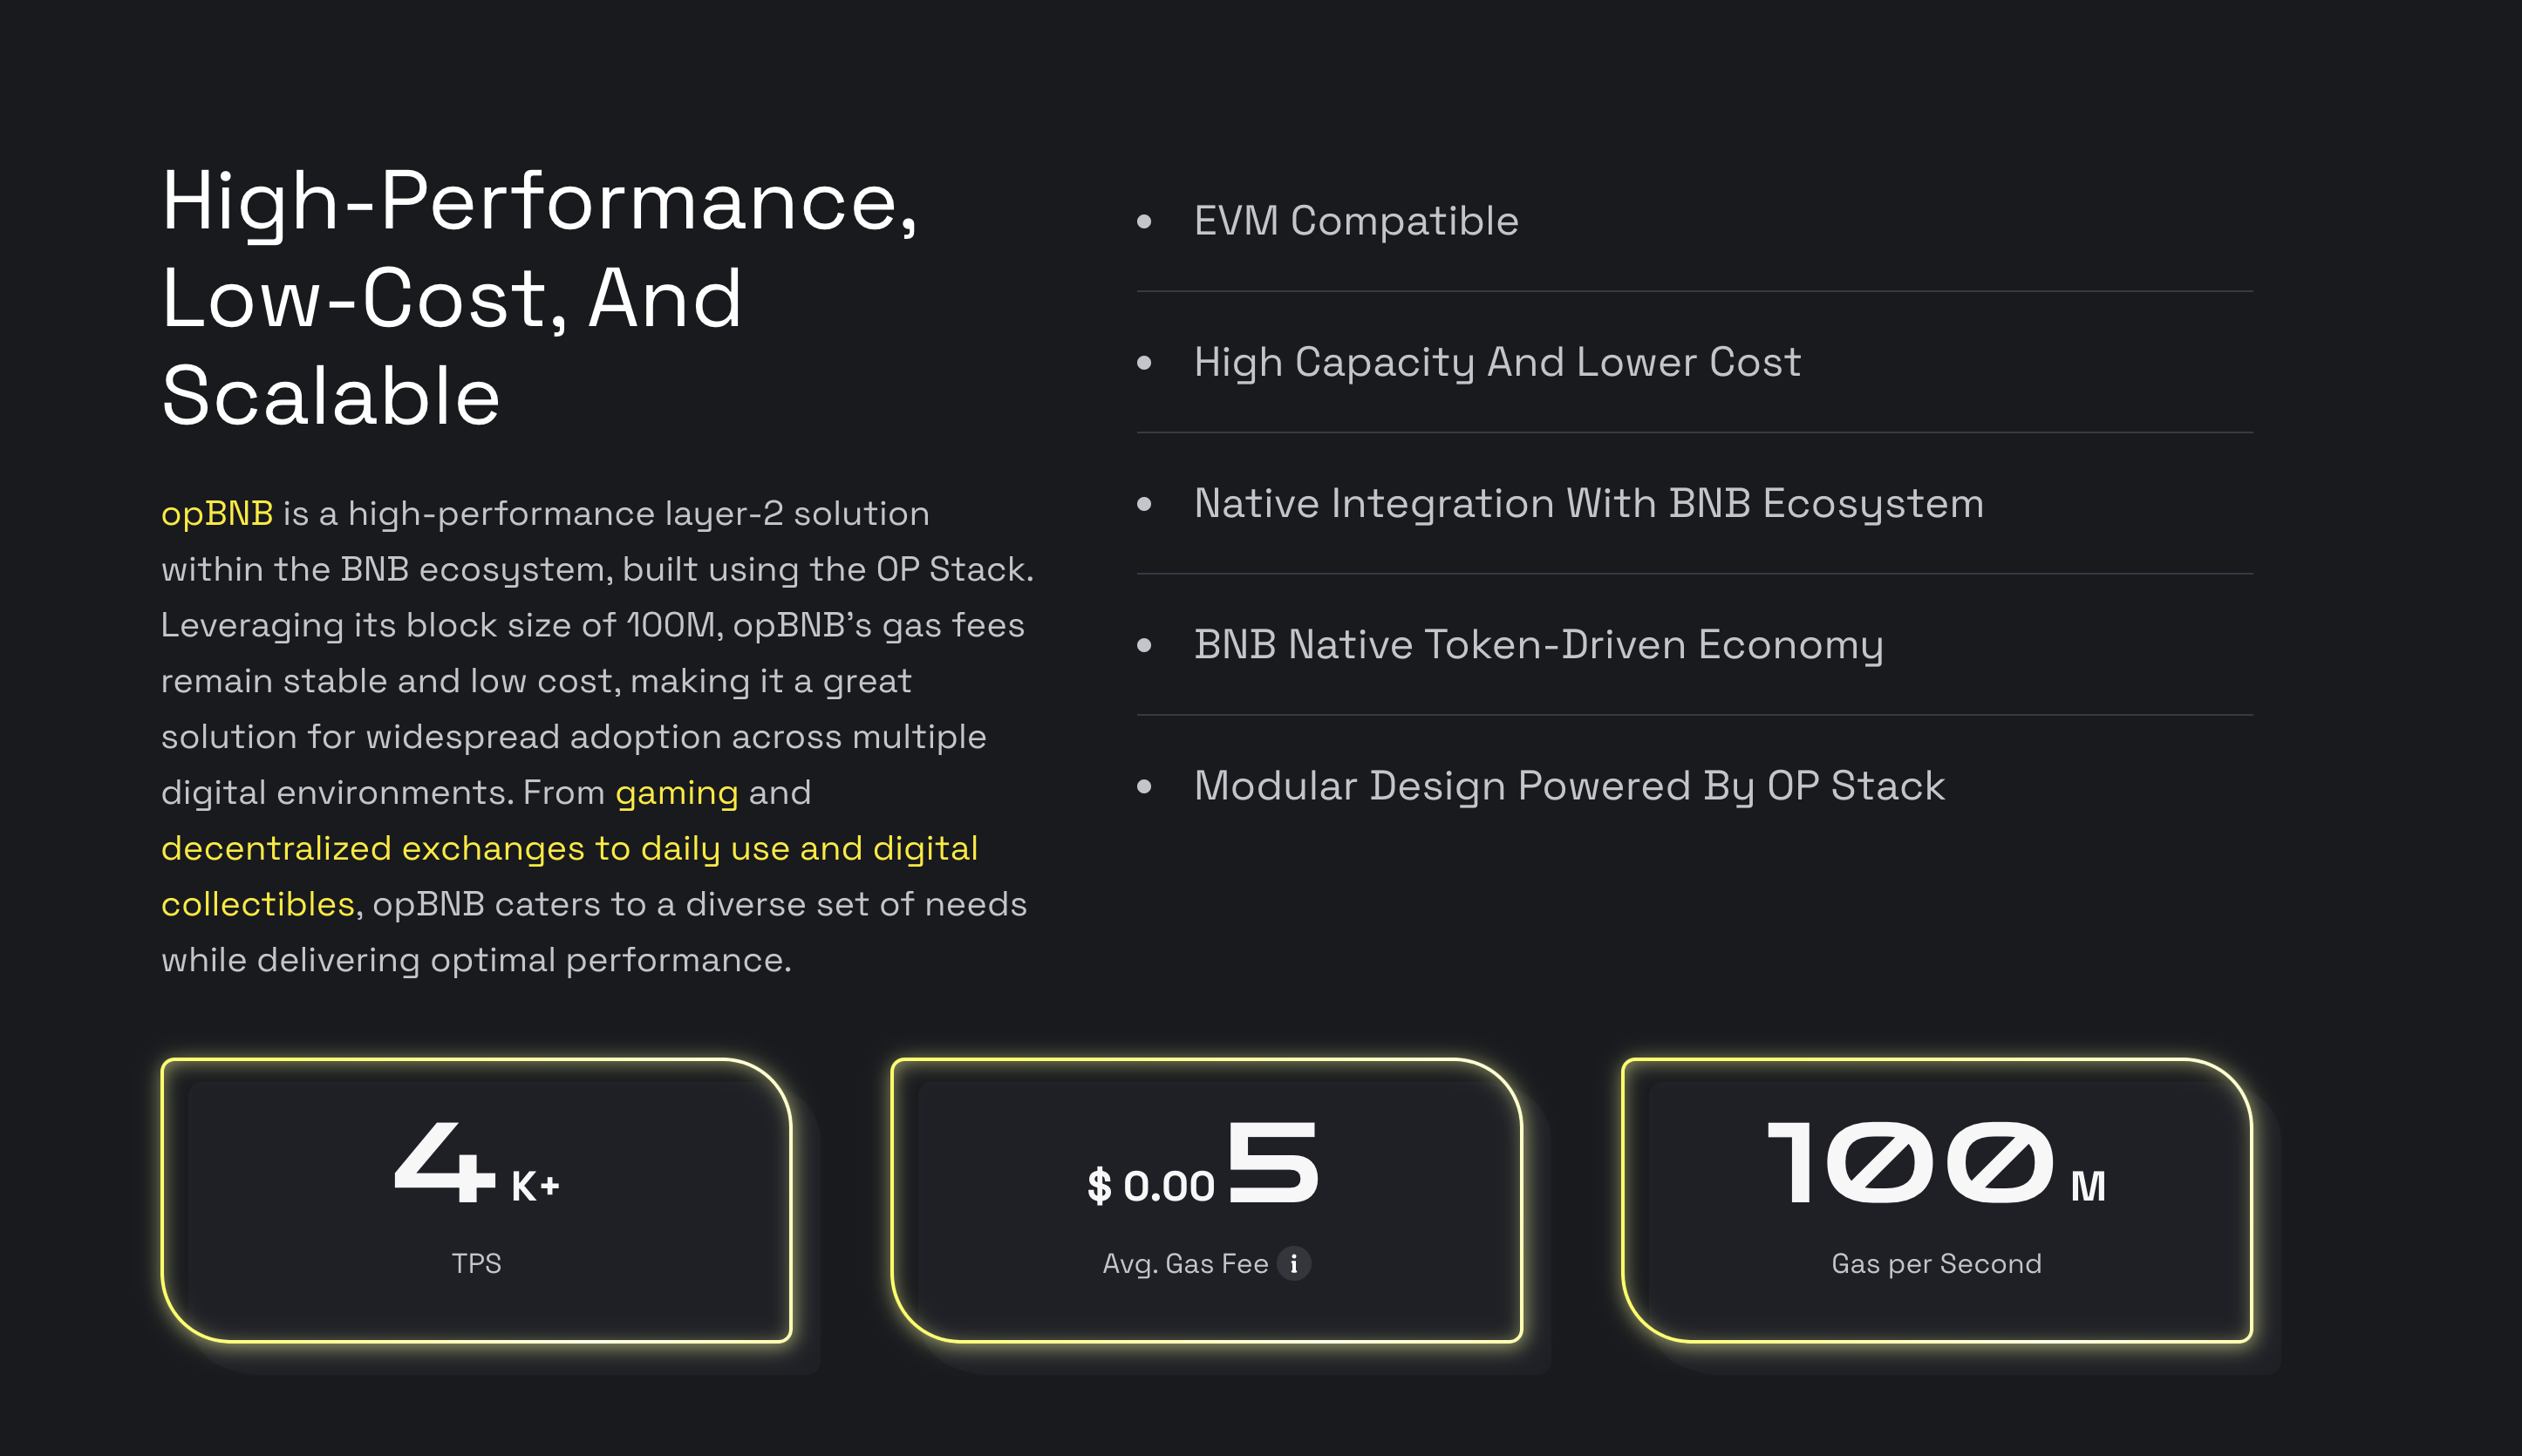 High-Performance,
Low-Cost, And
Scalable
opBNB is a high-performance layer-2 solution
within the BNB ecosystem, built using the OP Stack.
Leveraging its block size of 100M, opBNB’s gas fees
remain stable and low cost, making it a great
solution for widespread adoption across multiple
digital environments. From gaming and
decentralized exchanges to daily use and digital
collectibles, opBNB caters to a diverse set of needs
while delivering optimal performance.
EVM Compatible
High Capacity And Lower Cost
Native Integration With BNB Ecosystem
BNB Native Token-Driven Economy
Modular Design Powered By OP Stack
4 K+
TPS
$ 0.005
Avg. Gas Fee i
100 M
Gas per Second